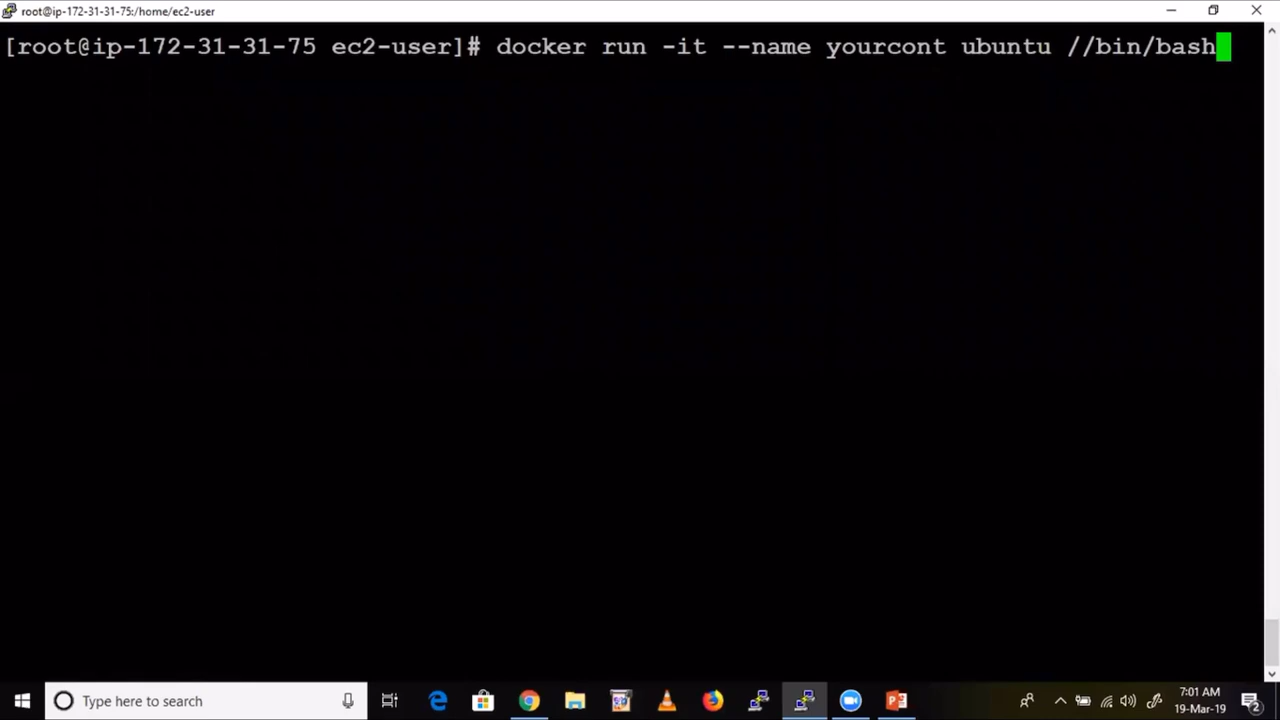 root@ip-172-31-31-75:/home/ec2-user
[root@ip-172-31-31-75 ec2-user]# docker run -it --name yourcont ubuntu //bin/bash
Type here to search
7:01 AM
19-Mar-19
2